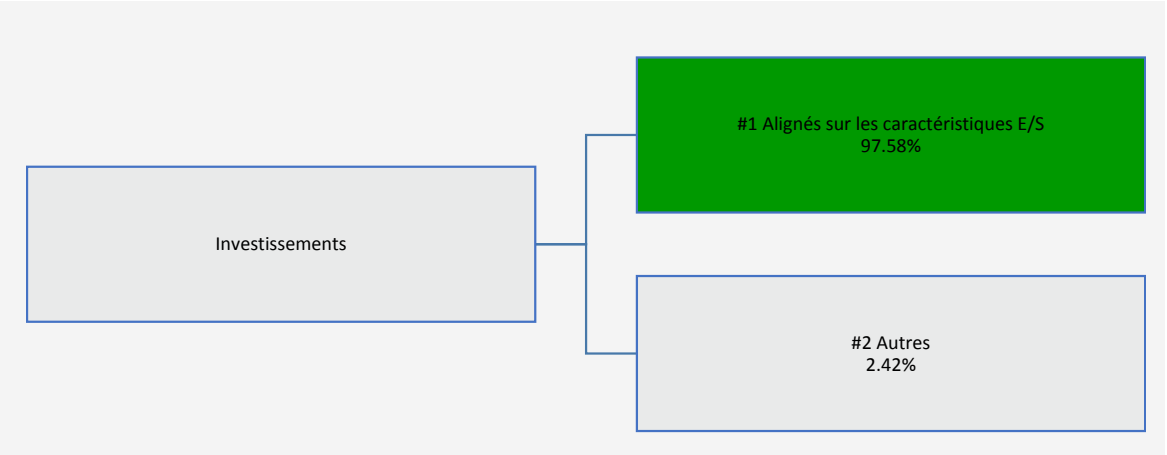 Investissements
#1 Alignés sur les caractéristiques E/S
97.58%
#2 Autres
2.42%